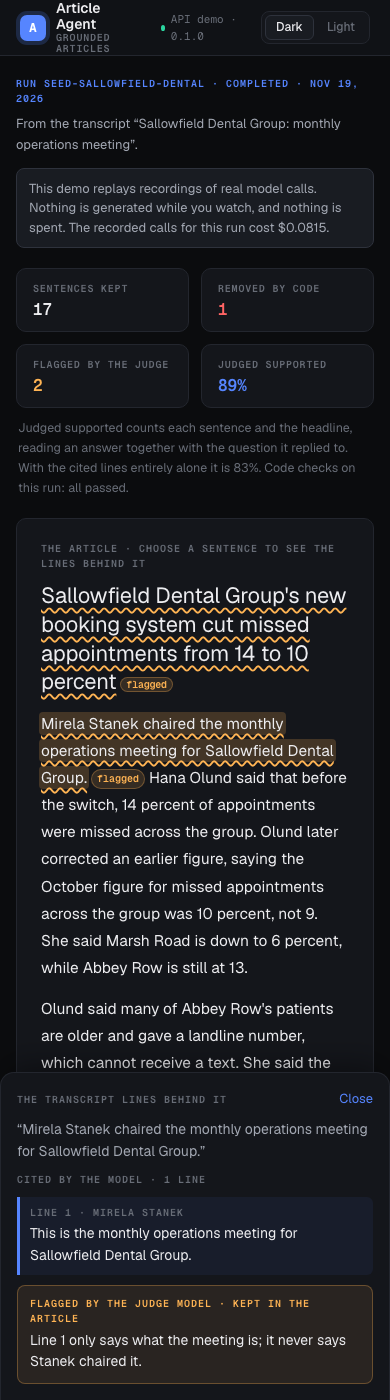 A
Article Agent
GROUNDED ARTICLES
API demo · 0.1.0
Dark
Light
RUN SEED-SALLOWFIELD-DENTAL · COMPLETED · NOV 19,
2026
From the transcript “Sallowfield Dental Group: monthly
operations meeting”.
This demo replays recordings of real model calls.
Nothing is generated while you watch, and nothing is
spent. The recorded calls for this run cost $0.0815.
SENTENCES KEPT
17
REMOVED BY CODE
1
FLAGGED BY THE JUDGE
2
JUDGED SUPPORTED
89%
Judged supported counts each sentence and the headline,
reading an answer together with the question it replied to.
With the cited lines entirely alone it is 83%. Code checks on
this run: all passed.
THE ARTICLE · CHOOSE A SENTENCE TO SEE THE
LINES BEHIND IT
Sallowfield Dental Group's new
booking system cut missed
appointments from 14 to 10
percent flagged
Mirela Stanek chaired the monthly
operations meeting for Sallowfield Dental
Group. flagged Hana Olund said that before
the switch, 14 percent of appointments
were missed across the group. Olund later
corrected an earlier figure, saying the
October figure for missed appointments
across the group was 10 percent, not 9.
She said Marsh Road is down to 6 percent,
while Abbey Row is still at 13.
Olund said many of Abbey Row's patients
are older and gave a landline number,
which cannot receive a text. She said the
THE TRANSCRIPT LINES BEHIND IT
Close
“Mirela Stanek chaired the monthly operations meeting
for Sallowfield Dental Group.”
CITED BY THE MODEL · 1 LINE
LINE 1 · MIRELA STANEK
This is the monthly operations meeting for
Sallowfield Dental Group.
FLAGGED BY THE JUDGE MODEL · KEPT IN THE
ARTICLE
Line 1 only says what the meeting is; it never says
Stanek chaired it.